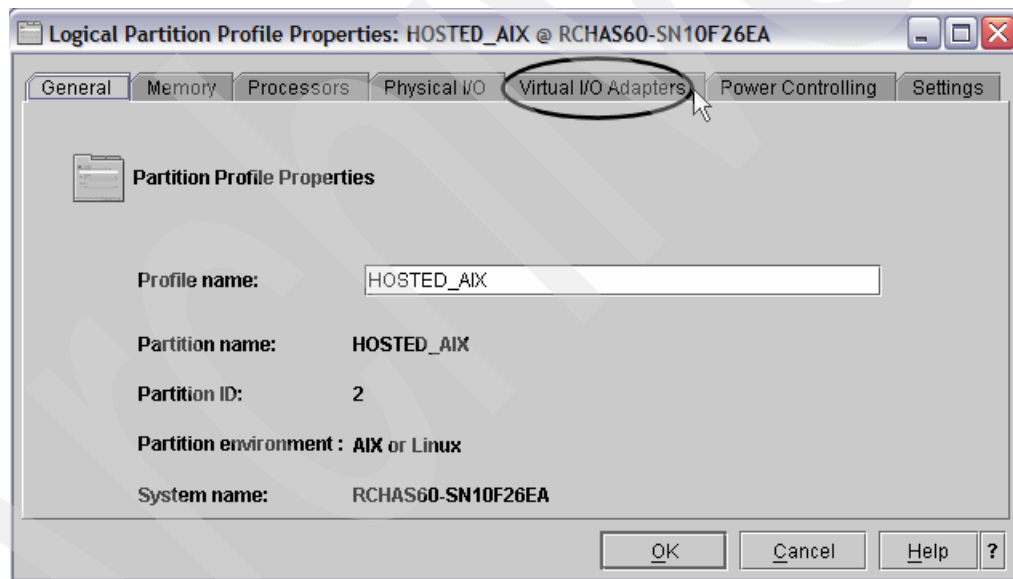 Logical Partition Profile Properties: HOSTED_AIX @ RCHAS60-SN10F26EA
General Memory Processors Physical I/O Virtual I/O Adapters Power Controlling Settings
Partition Profile Properties
Profile name: HOSTED_AIX
Partition name: HOSTED_AIX
Partition ID: 2
Partition environment : AIX or Linux
System name: RCHAS60-SN10F26EA
OK Cancel Help ?